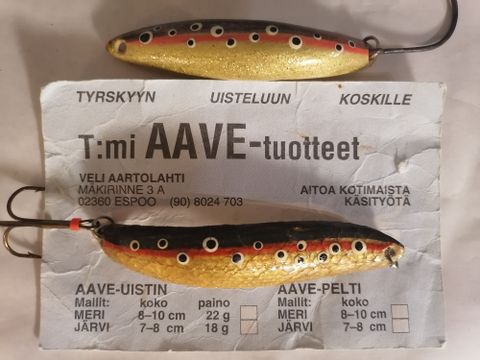 TYRSKYYN UISTELUUN KOSKILLE
T:mi AAVE-tuotteet
VELI AARTOLAHTI
MÄKIRINNE 3 A AITOA KOTIMAISTA
02360 ESPOO (90) 8024 703 KÄSITYÖTÄ
AAVE-UISTIN AAVE-PELTI
Mallit: koko paino Mallit: koko
MERI 8–10 cm 22 g MERI 8–10 cm
JÄRVI 7–8 cm 18 g JÄRVI 7–8 cm